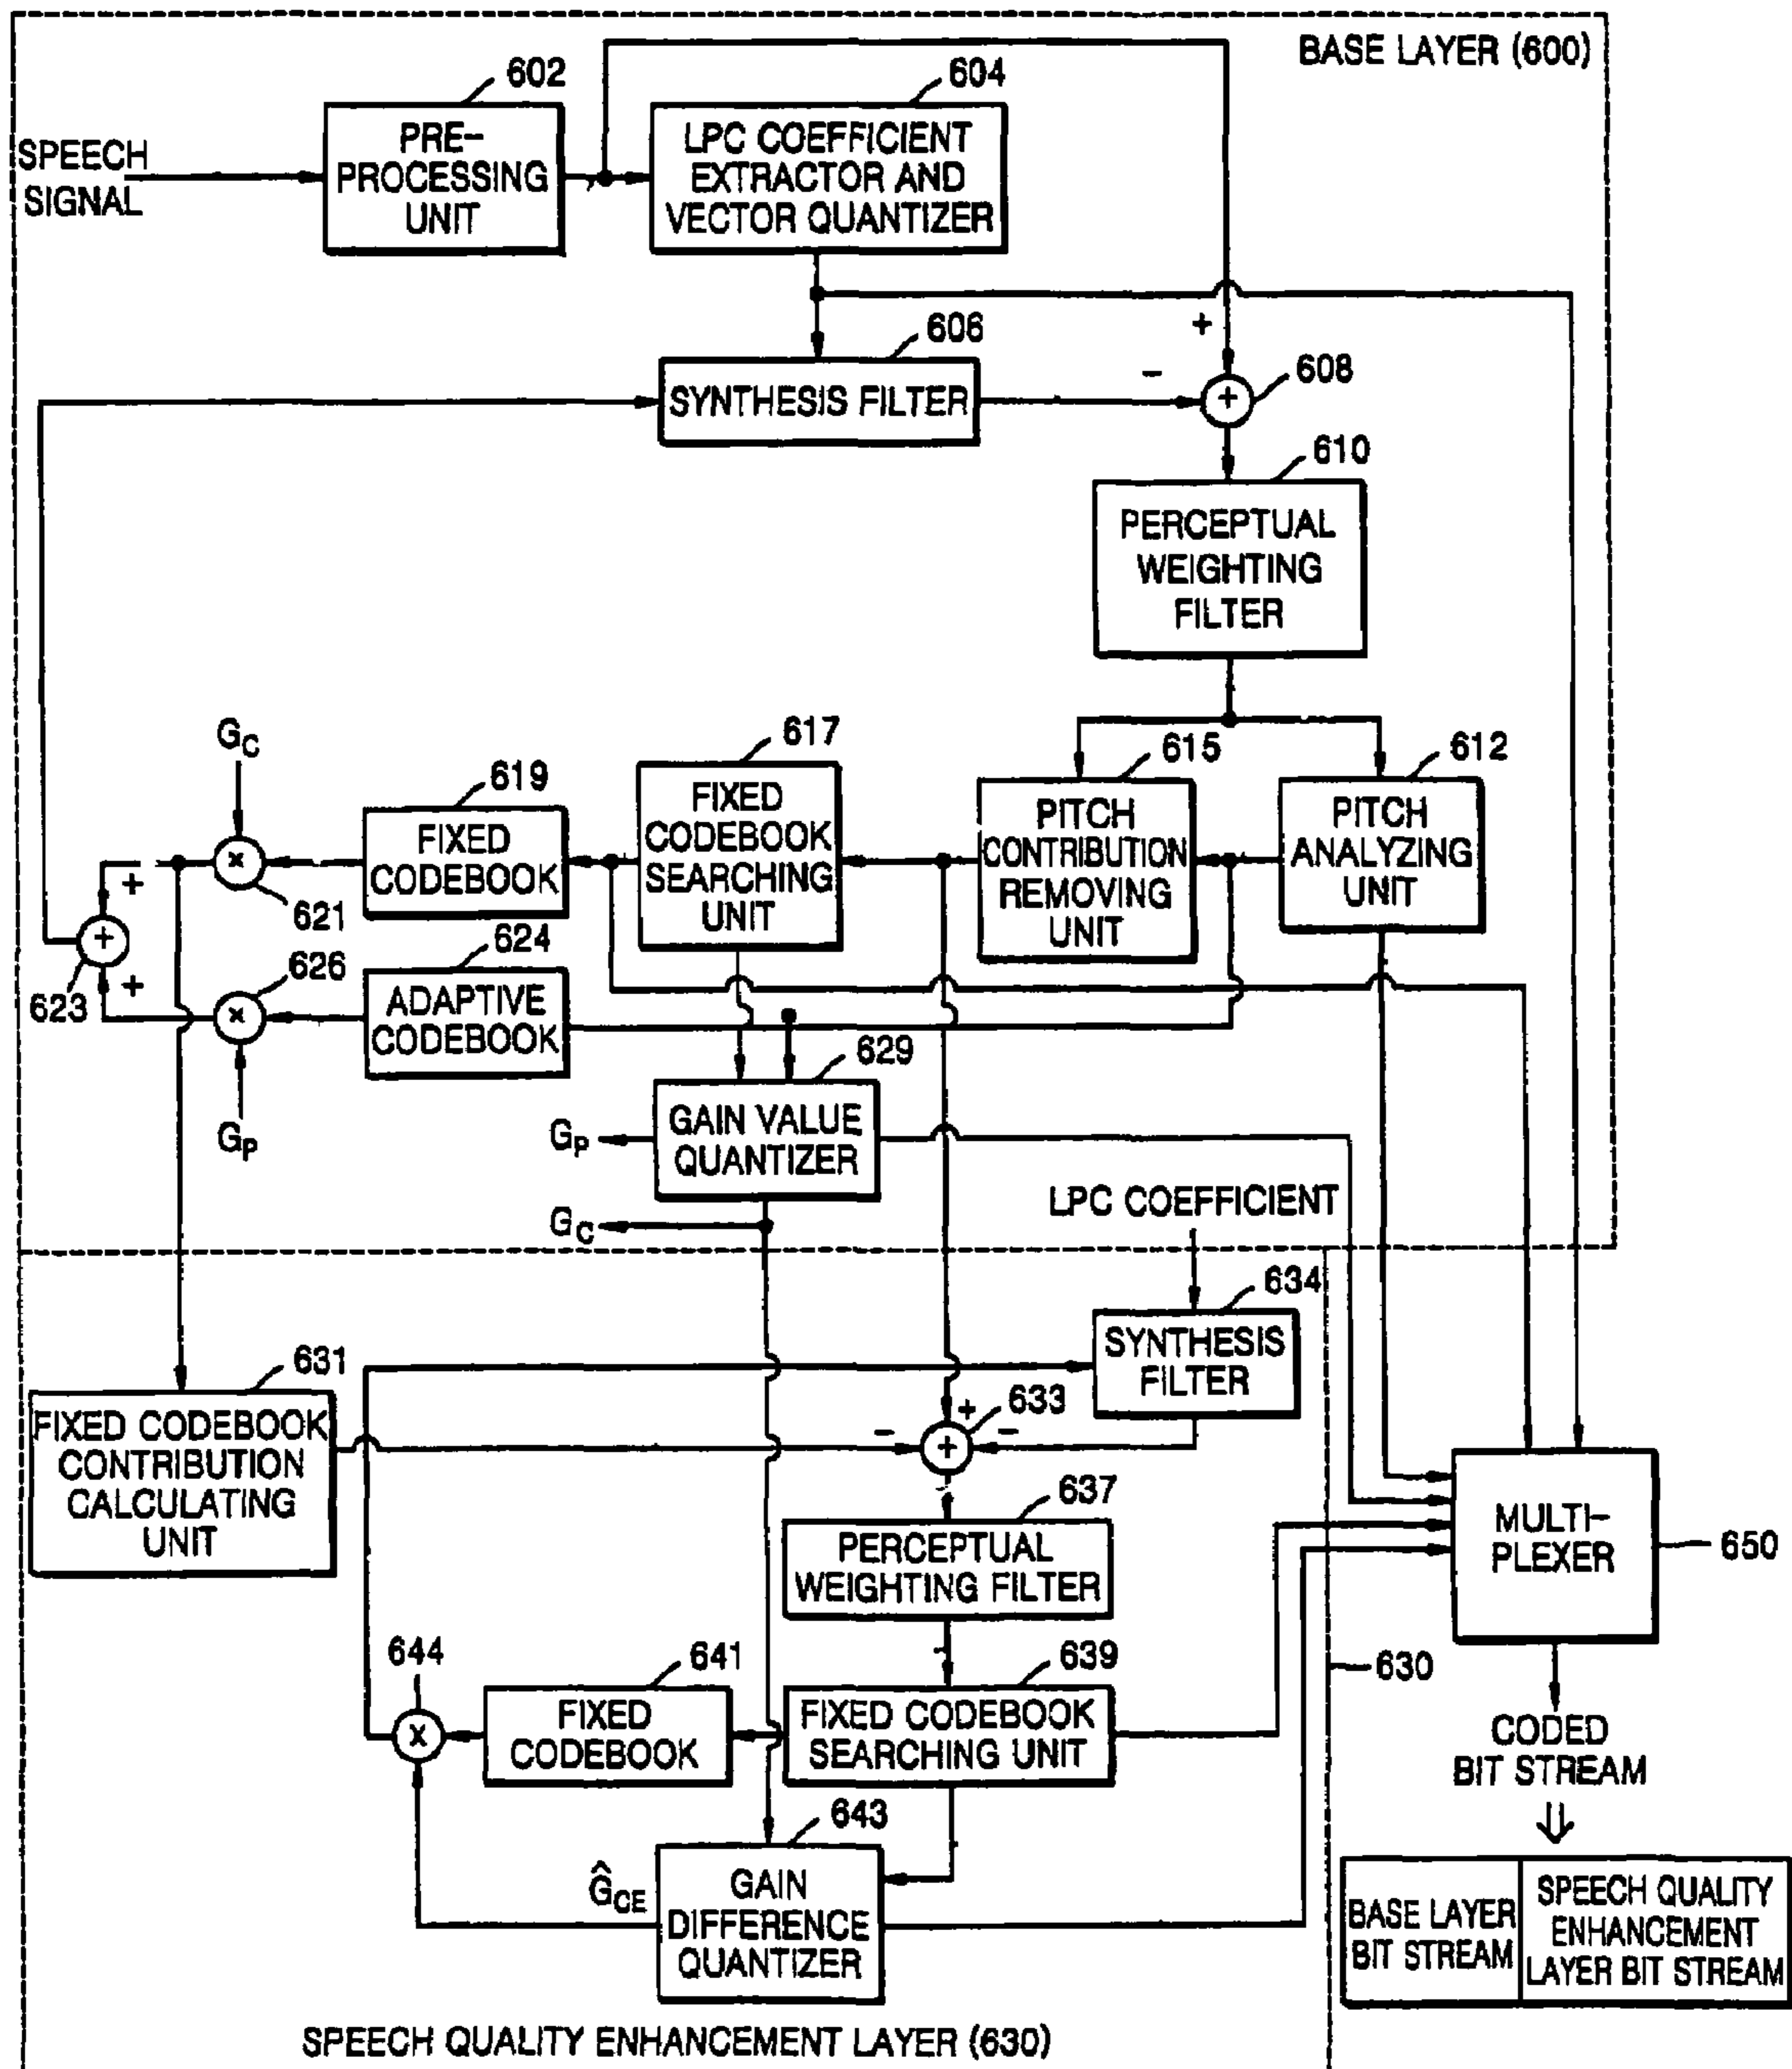 BASE LAYER (600)
602
604
SPEECH
SIGNAL
PRE-
PROCESSING
UNIT
LPC COEFFICIENT
EXTRACTOR AND
VECTOR QUANTIZER
606
+
-
608
SYNTHESIS FILTER
+
610
PERCEPTUAL
WEIGHTING
FILTER
GC
617
615
612
619
FIXED
CODEBOOK
SEARCHING
UNIT
PITCH
CONTRIBUTION
REMOVING
UNIT
PITCH
ANALYZING
UNIT
FIXED
CODEBOOK
x
+
621
+
623
624
626
+
x
ADAPTIVE
CODEBOOK
629
GP
GP
GAIN VALUE
QUANTIZER
LPC COEFFICIENT
GC
634
SYNTHESIS
FILTER
631
FIXED CODEBOOK
CONTRIBUTION
CALCULATING
UNIT
+
633
-
+
-
637
PERCEPTUAL
WEIGHTING FILTER
MULTI-
PLEXER
650
644
641
639
630
x
FIXED
CODEBOOK
FIXED CODEBOOK
SEARCHING UNIT
CODED
BIT STREAM
⇓
643
ĜCE
GAIN
DIFFERENCE
QUANTIZER
BASE LAYER
BIT STREAM
SPEECH QUALITY
ENHANCEMENT
LAYER BIT STREAM
SPEECH QUALITY ENHANCEMENT LAYER (630)